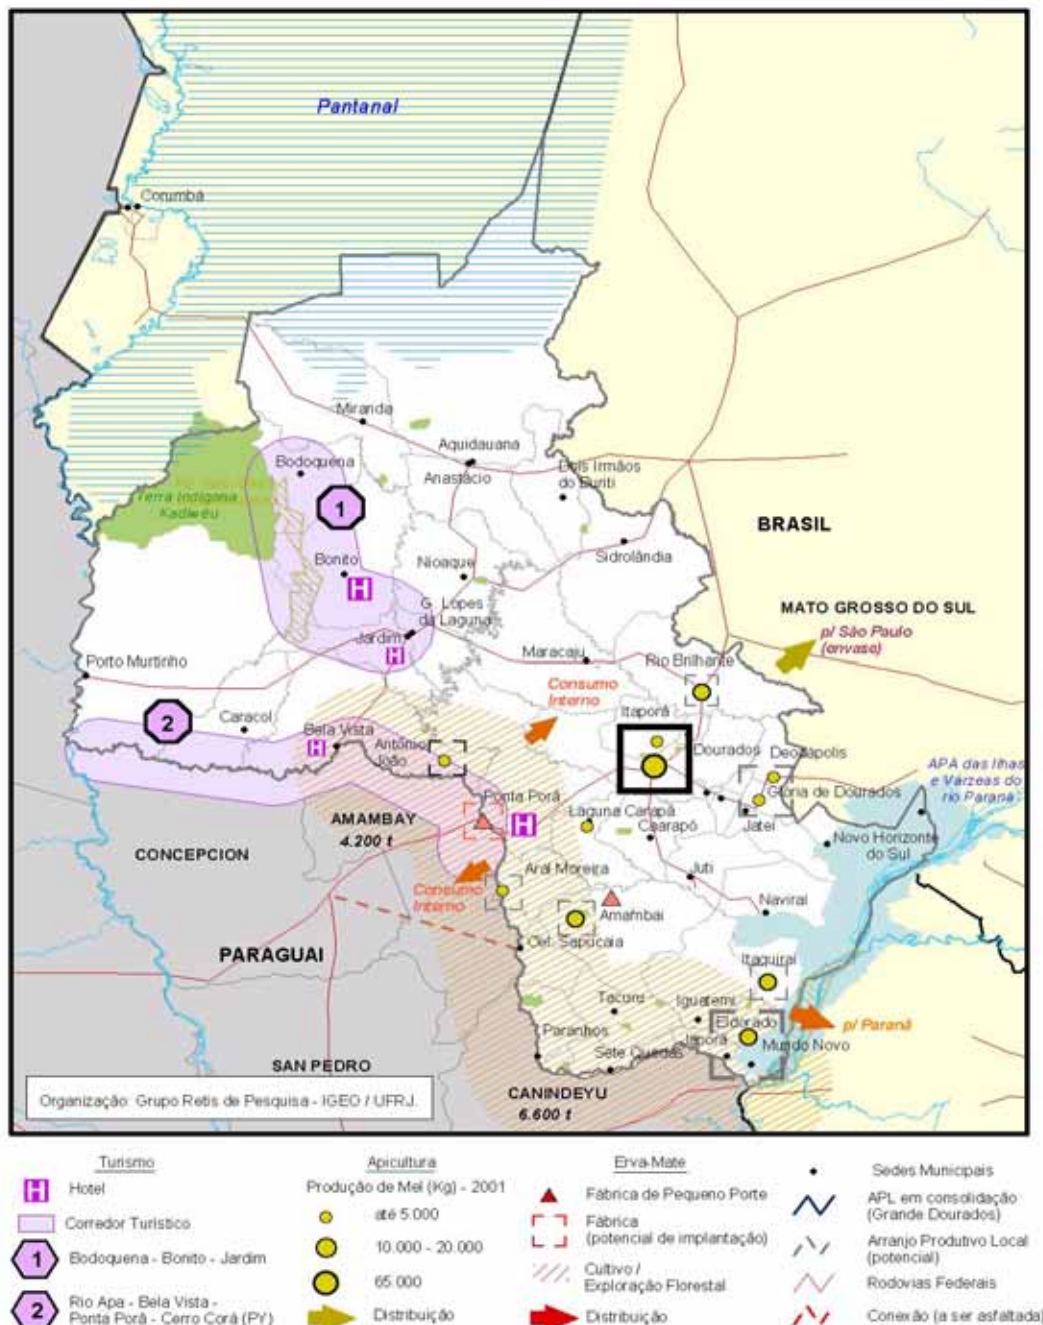 Pantanal
Corumbá
Miranda
Aquidauana
Anastácio
Dois Irmãos
do Buriti
Bodoquena
1
Terra Indígena
Kadiwéu
BRASIL
Sidrolândia
Bonito
H
Nioaque
G. Lopes
da Laguna
MATO GROSSO DO SUL
Jardim
H
Maracaju
p/ São Paulo
(envase)
Porto Murtinho
Rio Brilhante
Consumo
Interno
2
Caracol
Itaporã
Bela Vista
H
Antônio
João
Dourados
Deodápolis
APA das Ilhas
e Várzeas do
rio Paraná
Glória de Dourados
Ponta Porã
AMAMBAY
4.200 t
H
Laguna Carapã
Caarapó
Jateí
Novo Horizonte
do Sul
CONCEPCION
Aral Moreira
Juti
Consumo
Interno
Naviraí
Amambai
PARAGUAI
Cel. Sapucaia
Itaquiraí
Tacuru
Iguatemi
Eldorado
p/ Paraná
Paranhos
Japorã
Mundo Novo
Sete Quedas
SAN PEDRO
CANINDEYU
6.600 t
Organização: Grupo Retis de Pesquisa - IGEO / UFRJ.
Turismo
H Hotel
Corredor Turístico
1 Bodoquena - Bonito - Jardim
2 Rio Apa - Bela Vista -
Ponta Porã - Cerro Corá (PY)
Apicultura
Produção de Mel (Kg) - 2001
até 5.000
10.000 - 20.000
65.000
Distribuição
Erva-Mate
Fábrica de Pequeno Porte
Fábrica
(potencial de implantação)
Cultivo /
Exploração Florestal
Distribuição
Sedes Municipais
APL em consolidação
(Grande Dourados)
Arranjo Produtivo Local
(potencial)
Rodovias Federais
Conexão (a ser asfaltada)